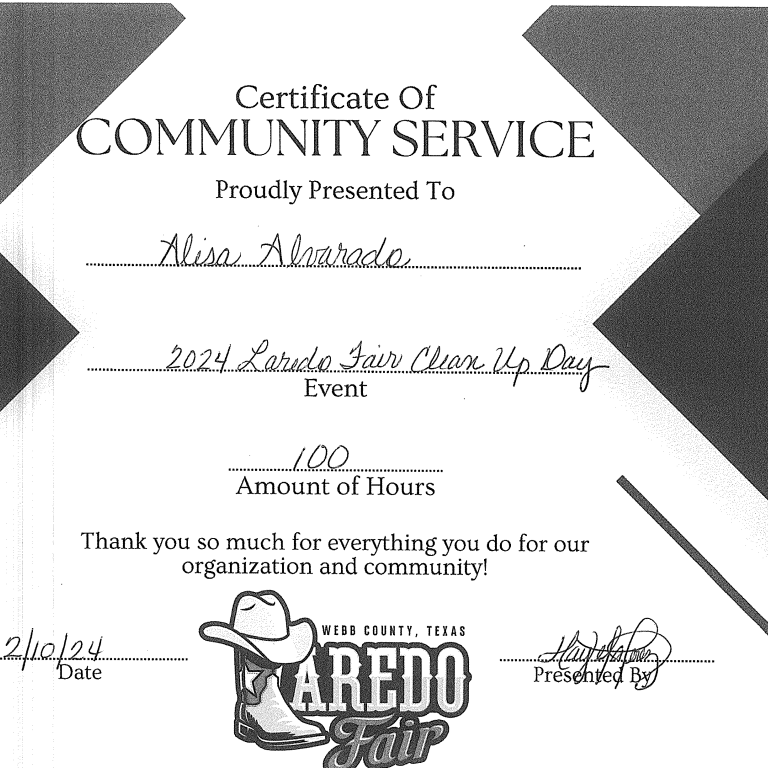 Certificate Of
COMMUNITY SERVICE
Proudly Presented To
Alisa Alvarado
2024 Laredo Fair Clean Up Day
Event
100
Amount of Hours
Thank you so much for everything you do for our
organization and community!
2/10/24
Date
WEBB COUNTY, TEXAS
LAREDO
Fair
Presented By